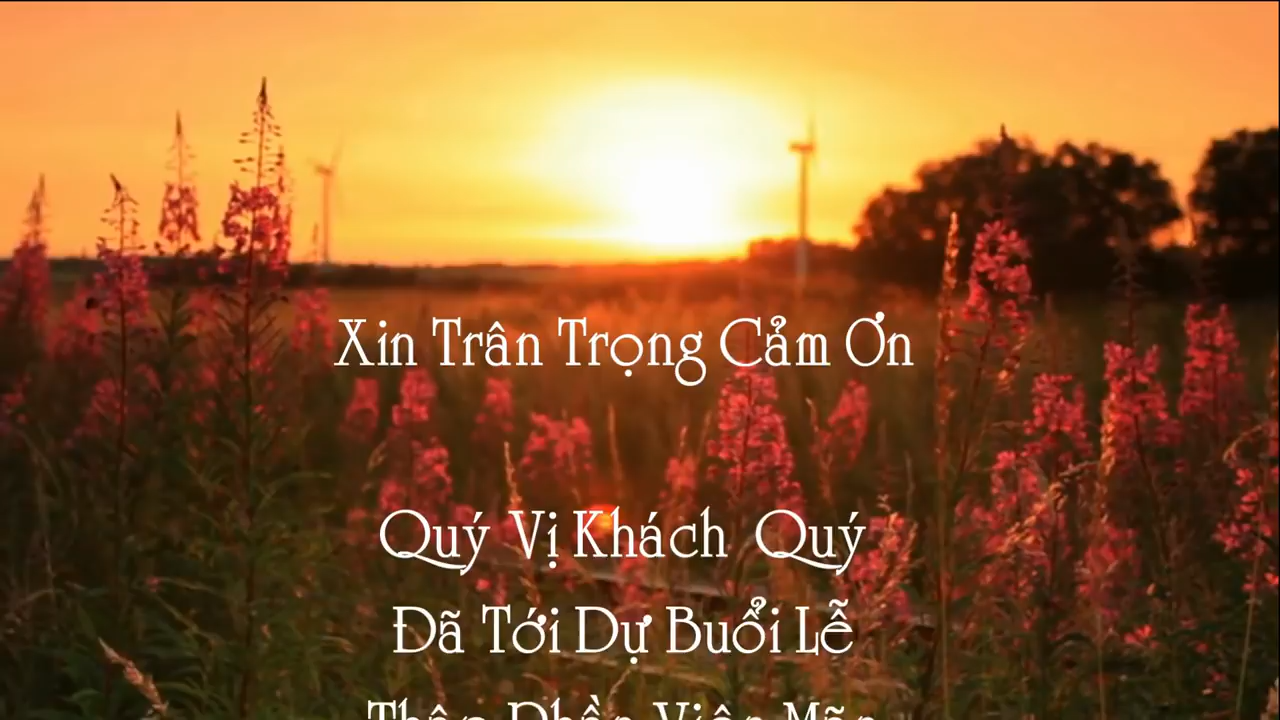 Xin Trân Trọng Cảm Ơn
Quý Vị Khách Quý
Đã Tới Dự Buổi Lễ